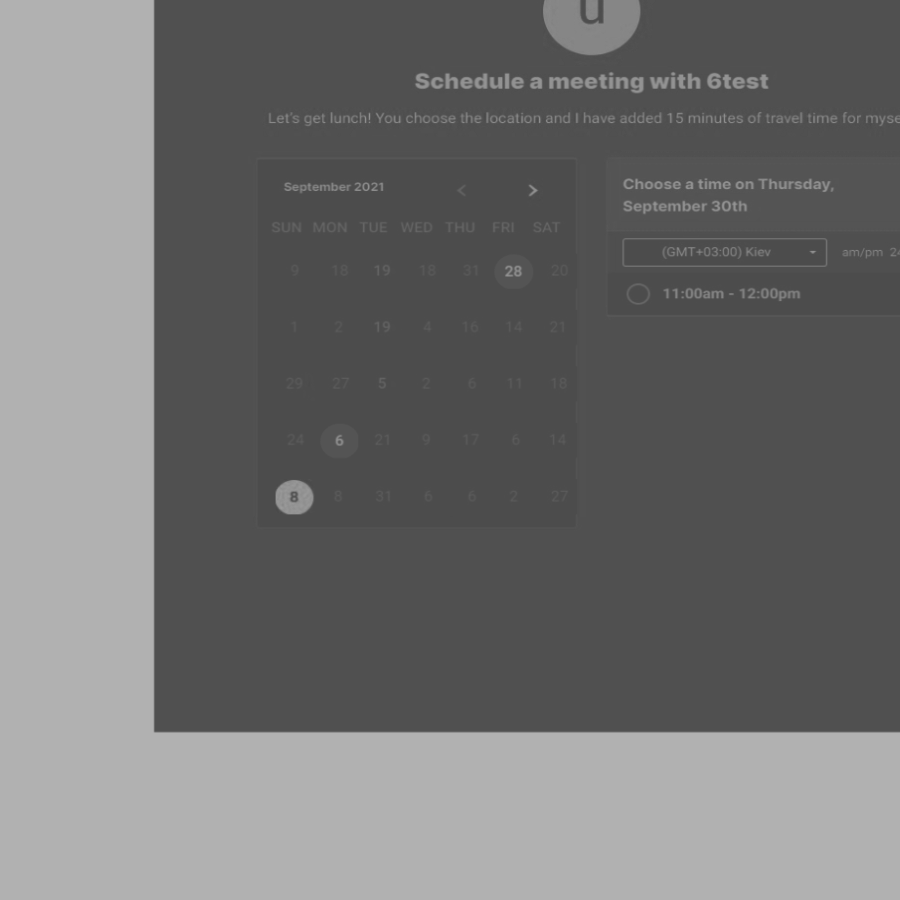 u
Schedule a meeting with 6test
Let's get lunch! You choose the location and I have added 15 minutes of travel time for myse
September 2021 < >
SUN MON TUE WED THU FRI SAT
9 18 19 18 31 28 20
1 2 19 4 16 14 21
29 27 5 2 6 11 18
24 6 21 9 17 6 14
8 8 31 6 6 2 27
Choose a time on Thursday,
September 30th
(GMT+03:00) Kiev am/pm 24
11:00am - 12:00pm